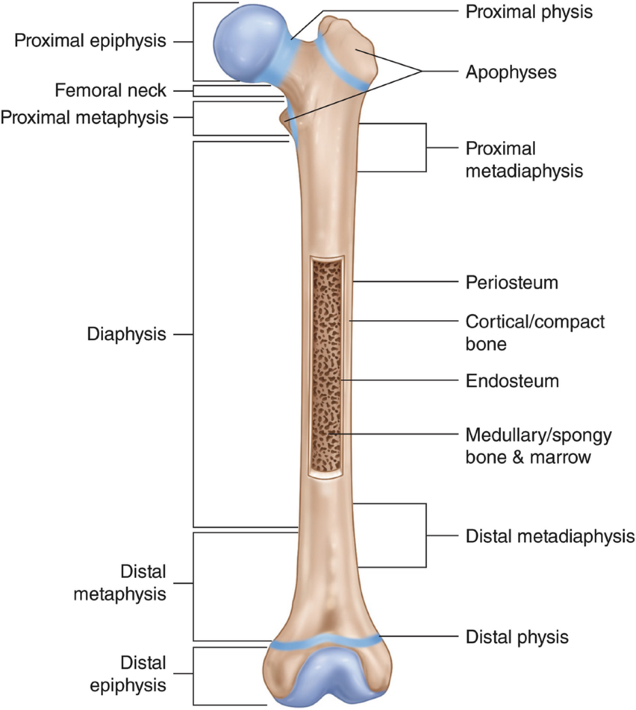 Proximal epiphysis
Femoral neck
Proximal metaphysis
Diaphysis
Distal
metaphysis
Distal
epiphysis
Proximal physis
Apophyses
Proximal
metadiaphysis
Periosteum
Cortical/compact
bone
Endosteum
Medullary/spongy
bone & marrow
Distal metadiaphysis
Distal physis